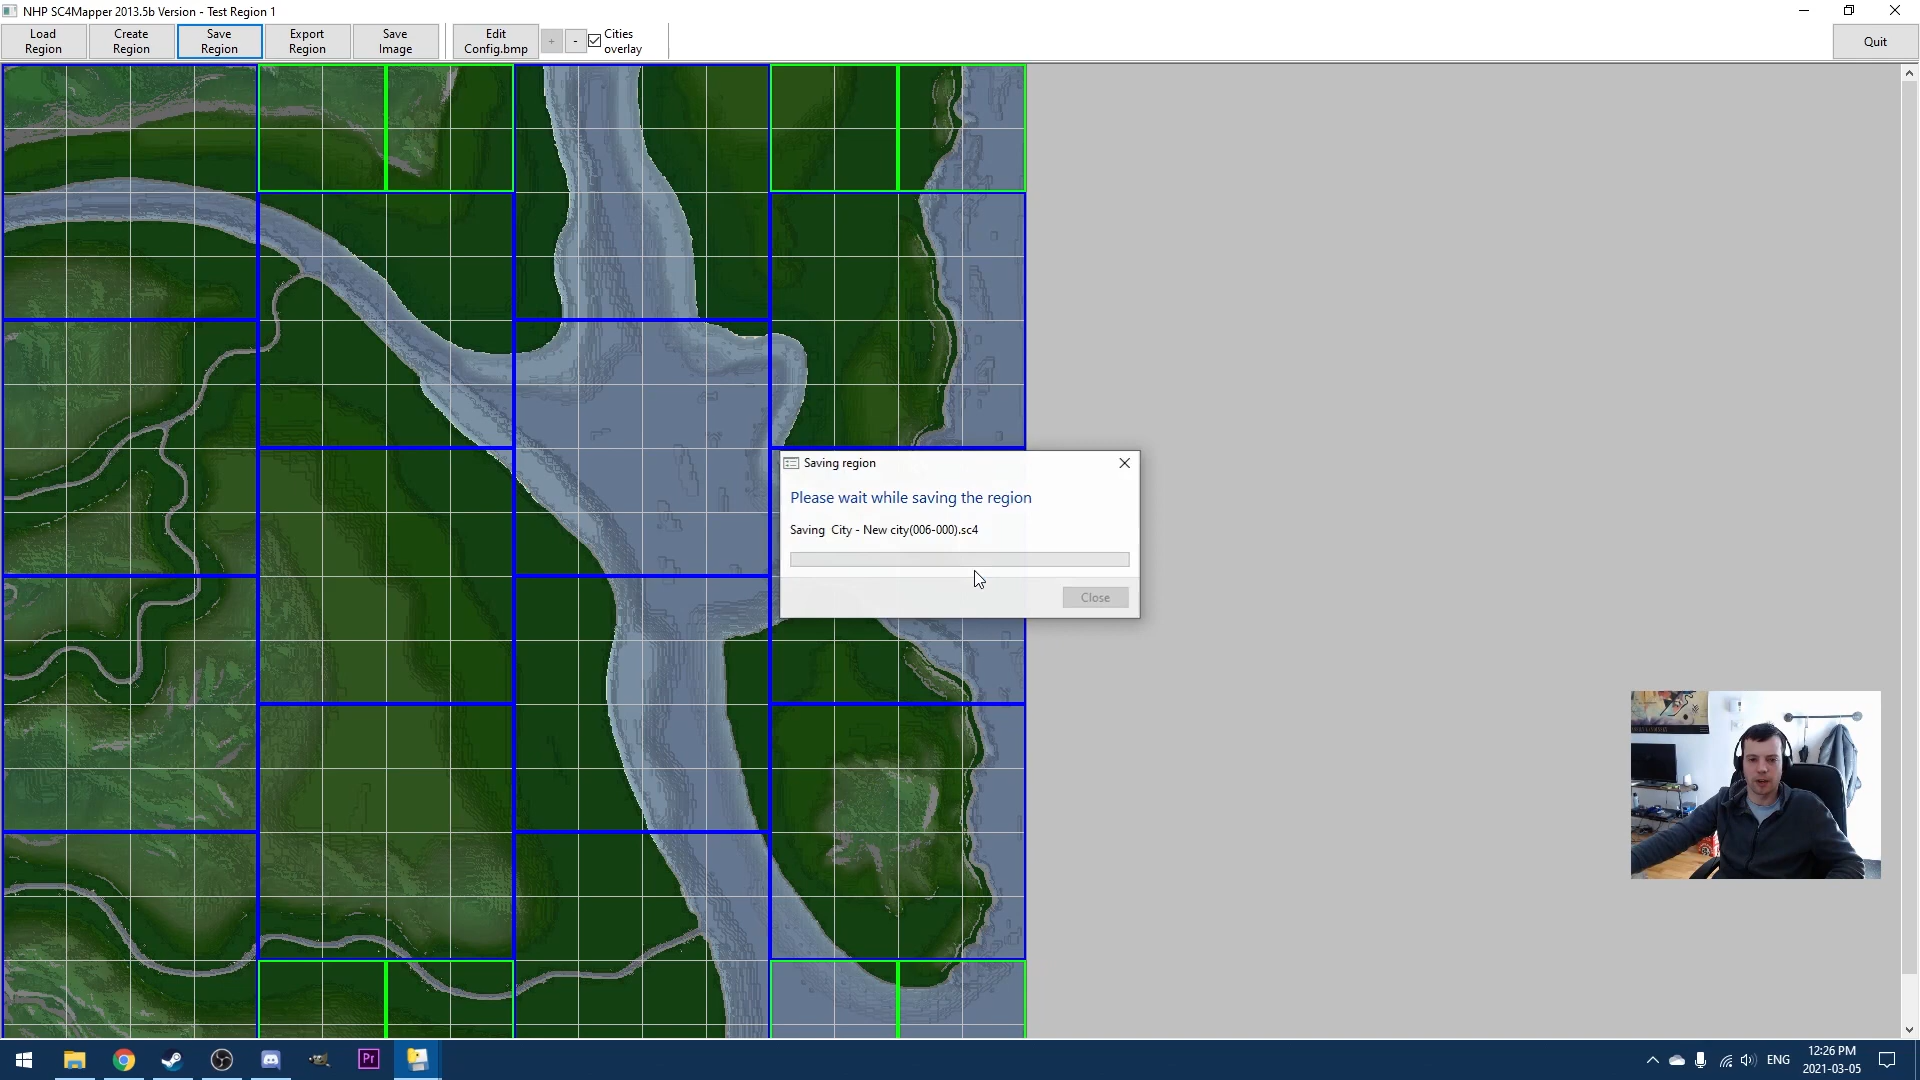 NHP SC4Mapper 2013.5b Version - Test Region 1
Load Region
Create Region
Save Region
Export Region
Save Image
Edit Config.bmp
+
-
Cities overlay
Quit
Saving region
Please wait while saving the region
Saving City - New city(006-000).sc4
Close
Pr
ENG
12:26 PM
2021-03-05